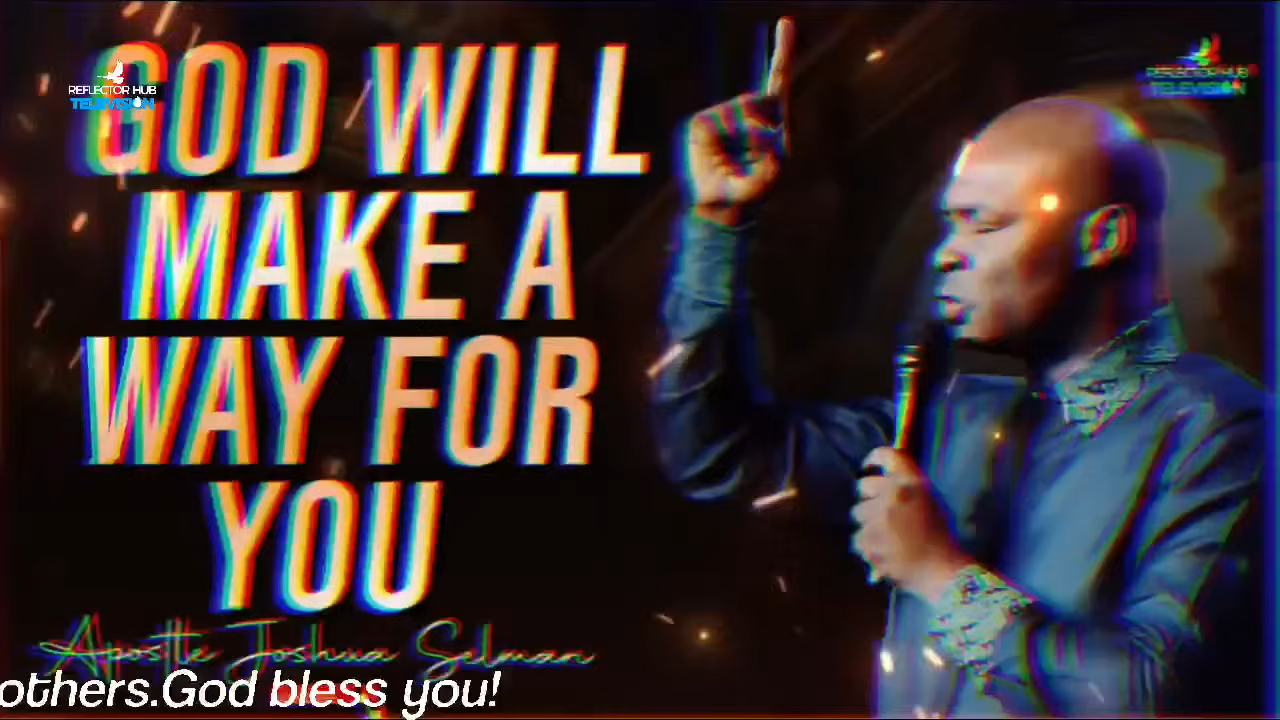 GOD WILL
MAKE A
WAY FOR
YOU
Apostle Joshua Selman
others.God bless you!
REFLECTOR HUB
TELEVISION
REFLECTOR HUB
TELEVISION